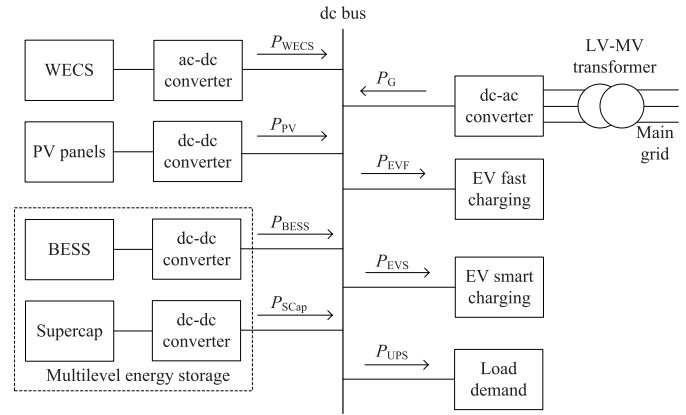 dc bus
WECS
ac-dc
converter
P_WECS
P_G
dc-ac
converter
LV-MV
transformer
Main
grid
PV panels
dc-dc
converter
P_PV
P_EVF
EV fast
charging
BESS
dc-dc
converter
P_BESS
P_EVS
EV smart
charging
Supercap
dc-dc
converter
P_SCap
P_UPS
Load
demand
Multilevel energy storage